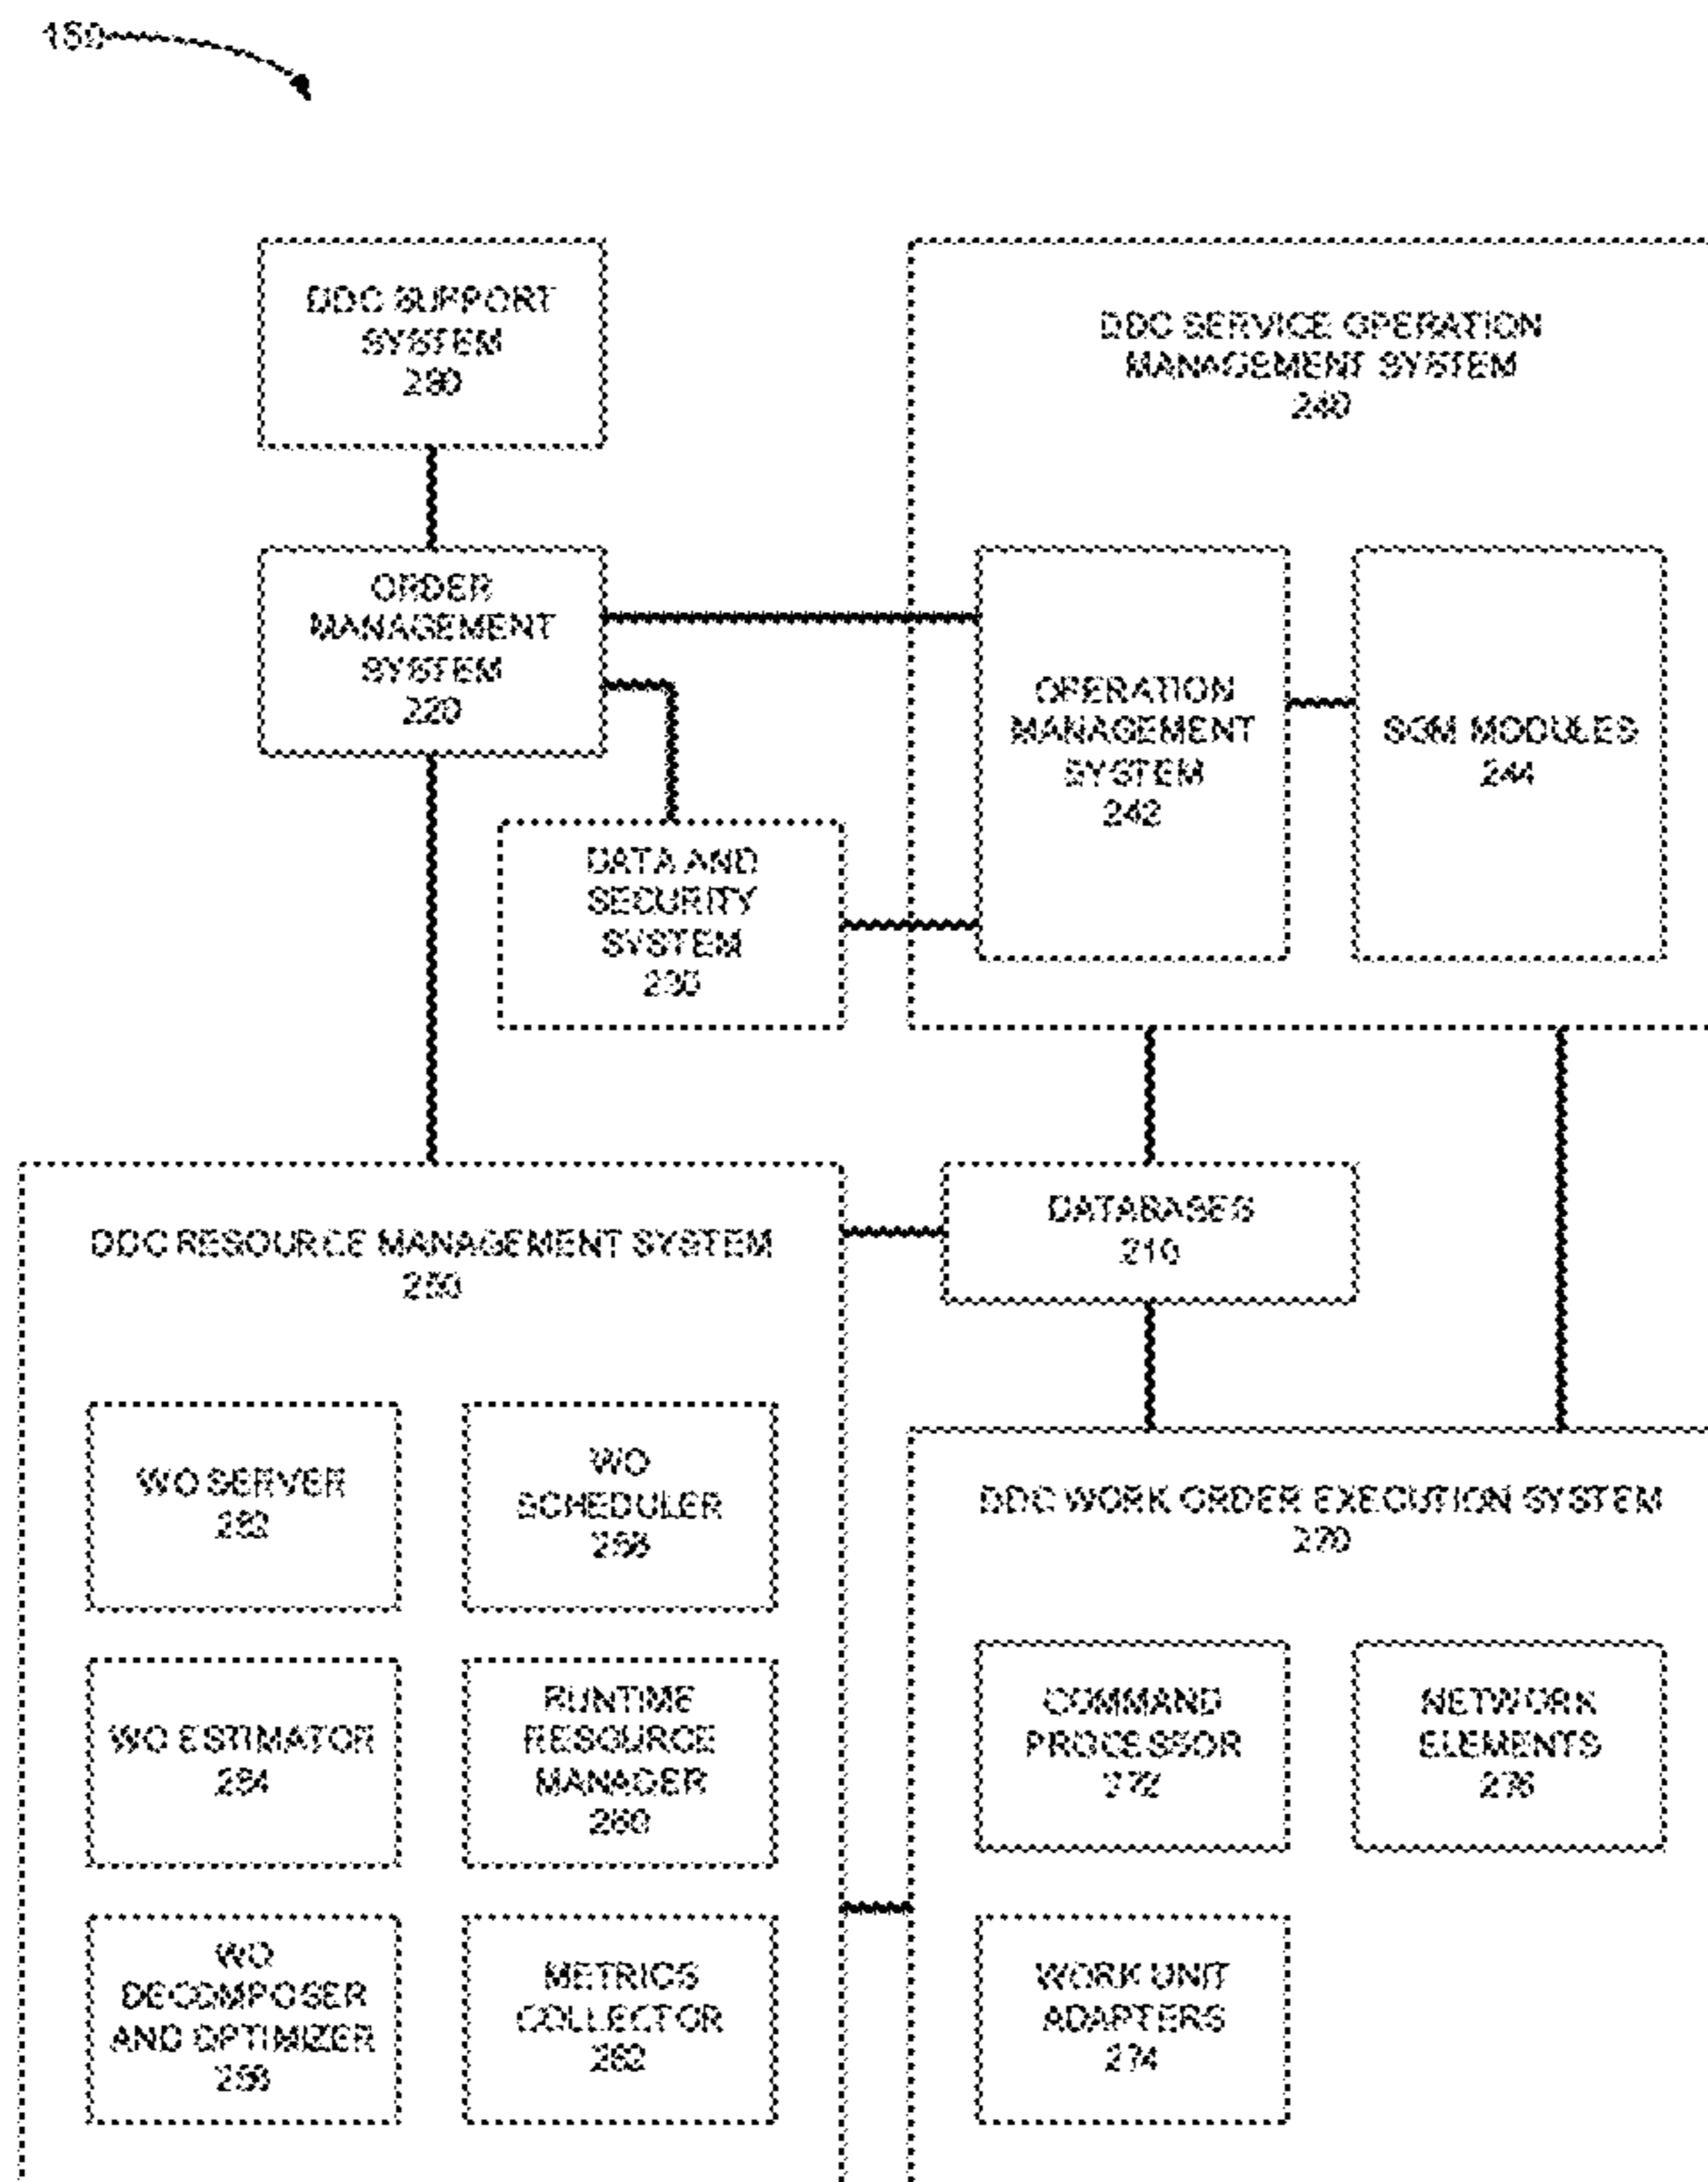 DDC SUPPORT
SYSTEM
DDC SERVICE OPERATION
MANAGEMENT SYSTEM
240
ORDER
MANAGEMENT
SYSTEM
220
OPERATION
MANAGEMENT
SYSTEM
242
SOM MODULES
244
DATA AND
SECURITY
SYSTEM
230
DDC RESOURCE MANAGEMENT SYSTEM
250
DATABASES
210
WO SERVER
252
WO
SCHEDULER
258
DDC WORK ORDER EXECUTION SYSTEM
270
WO ESTIMATOR
254
RUNTIME
RESOURCE
MANAGER
260
COMMAND
PROCESSOR
272
NETWORK
ELEMENTS
276
WO
DECOMPOSER
AND OPTIMIZER
256
METRICS
COLLECTOR
262
WORK UNIT
ADAPTERS
274